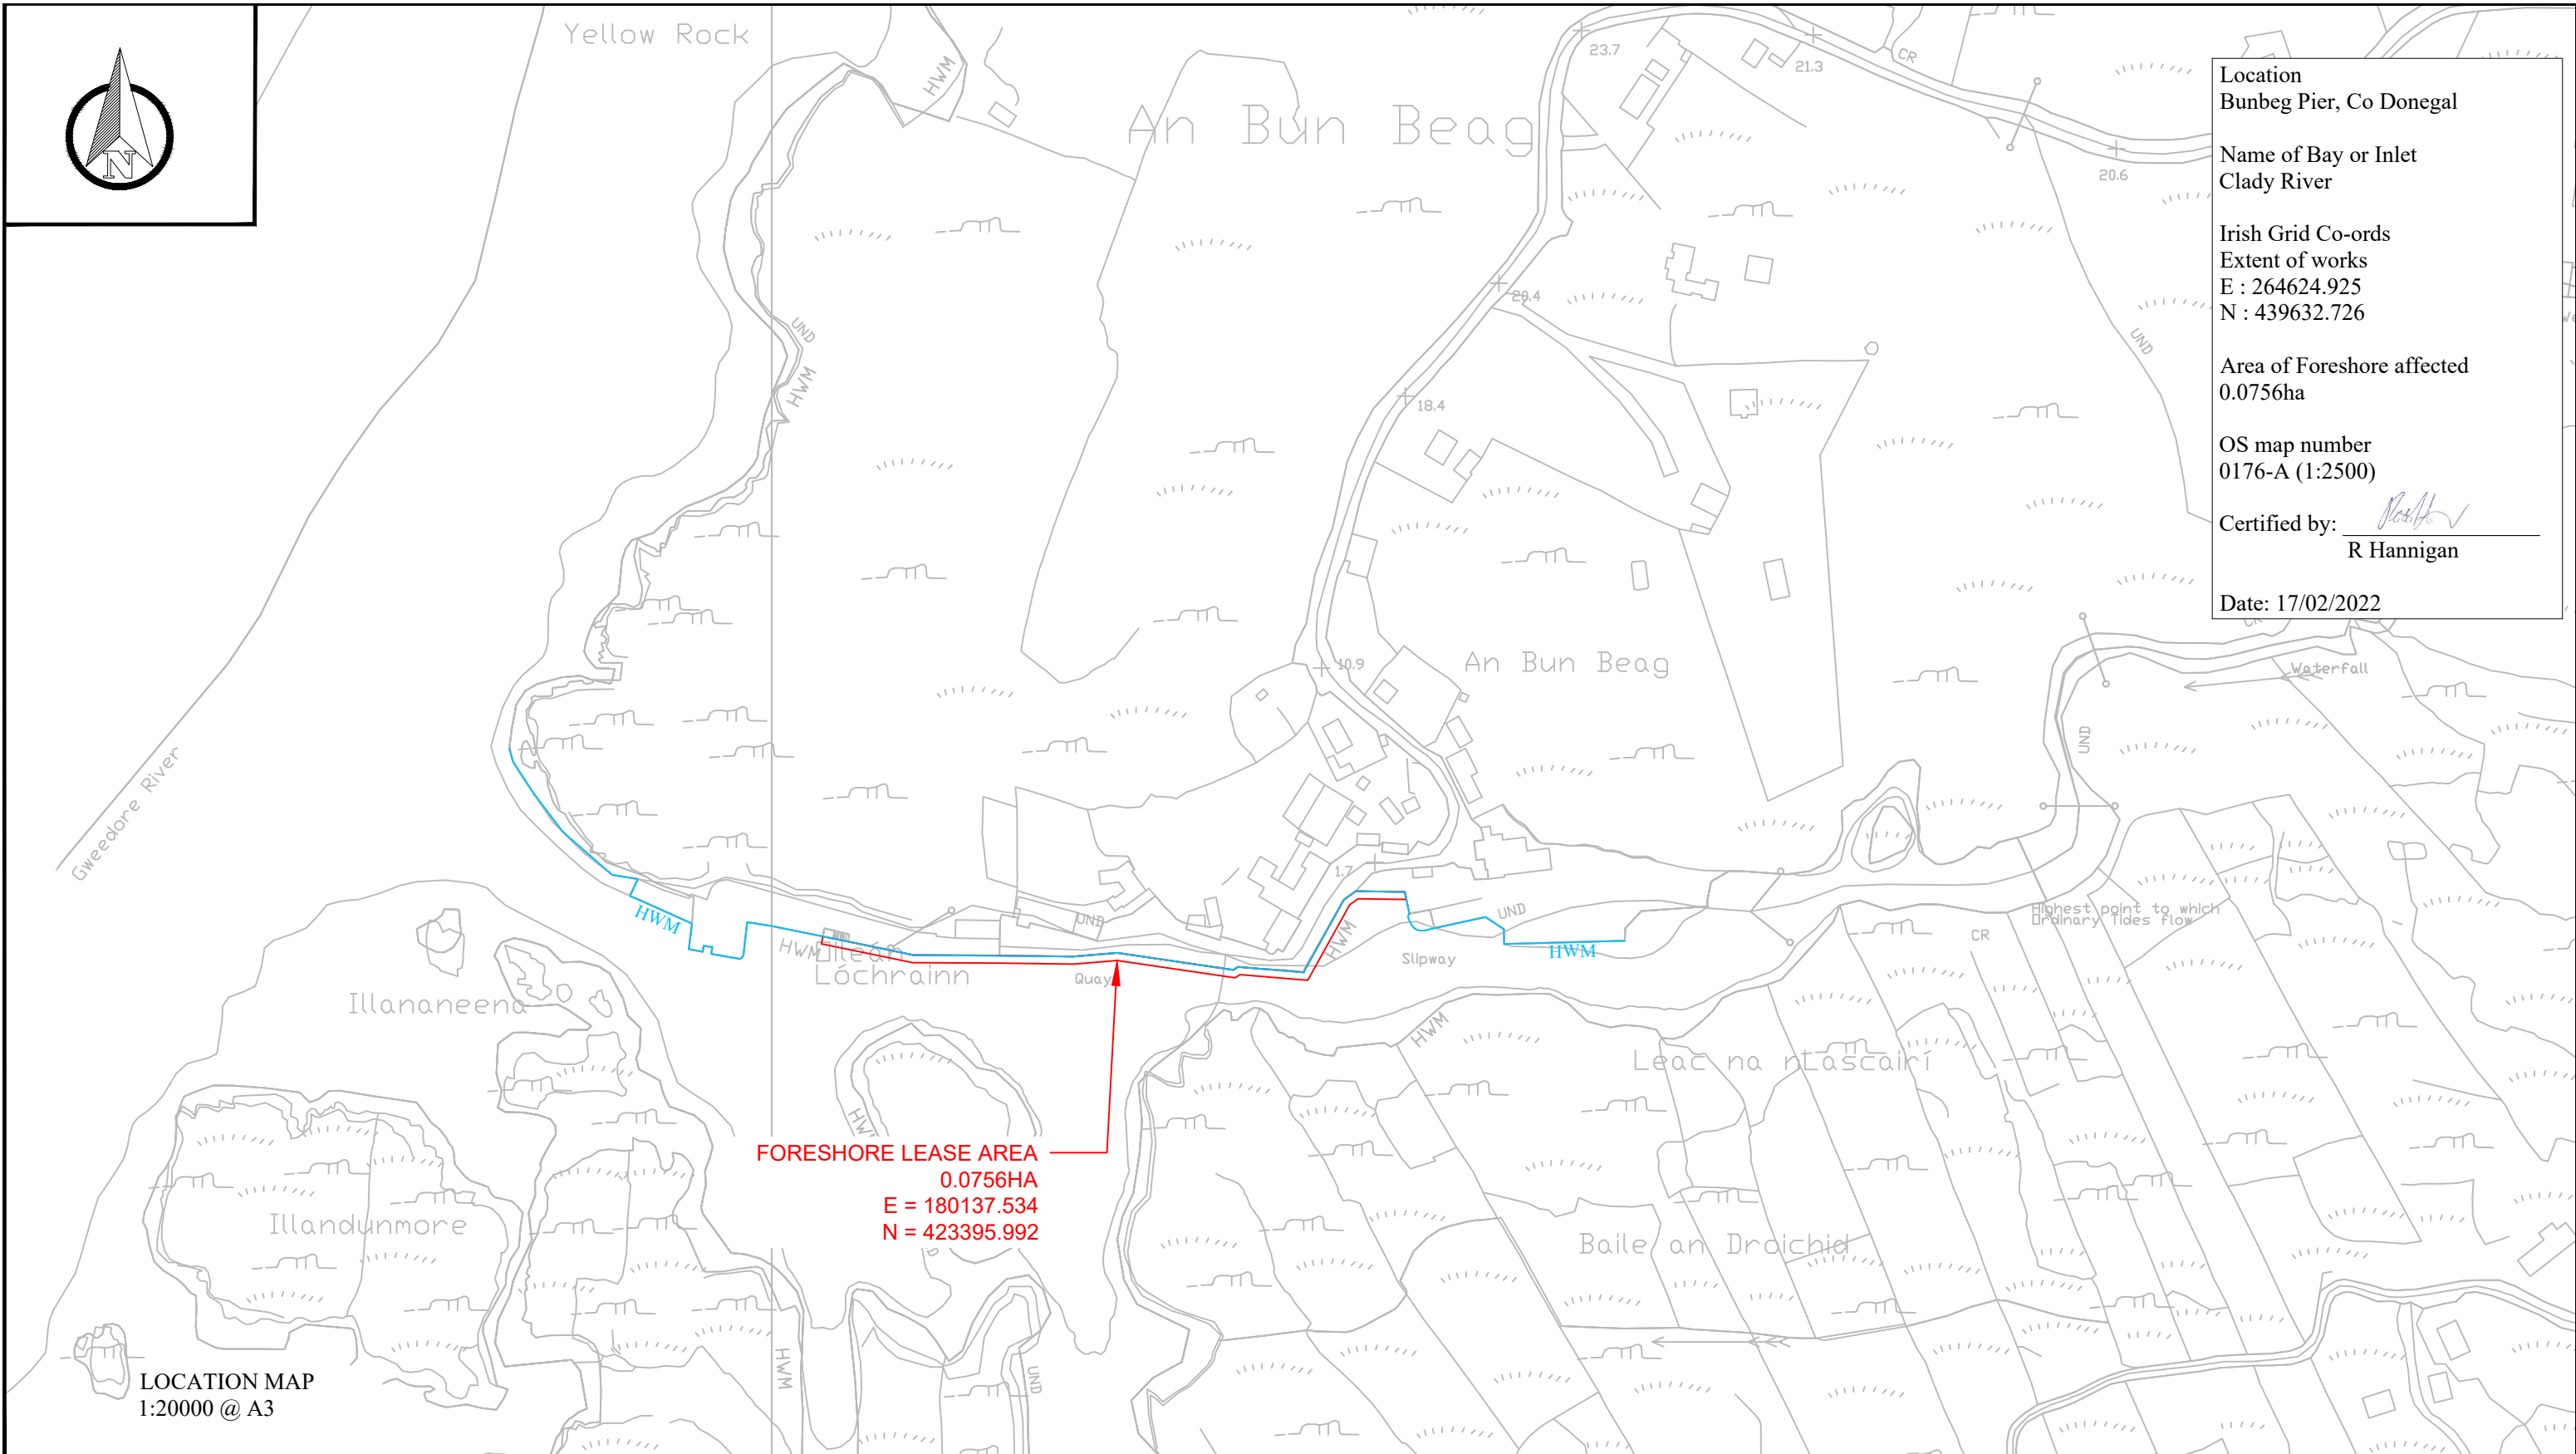 Yellow Rock
N
HWM
An Bun Beag
23.7
21.3
CR
20.6
Location
Bunbeg Pier, Co Donegal
Name of Bay or Inlet
Clady River
Irish Grid Co-ords
Extent of works
E : 264624.925
N : 439632.726
Area of Foreshore affected
0.0756ha
OS map number
0176-A (1:2500)
Certified by:
R Hannigan
Date: 17/02/2022
UND
HWM
20.4
UND
18.4
10.9
An Bun Beag
CR
Waterfall
UND
Gweedore River
1.7
HWM
HWM
Oileán
Lóchrainn
UND
Quay
HWM
Slipway
UND
HWM
Highest point to which
Ordinary Tides flow
CR
Illananeena
HWM
Leac na nIascairí
HWM
FORESHORE LEASE AREA
0.0756HA
E = 180137.534
N = 423395.992
Illandunmore
Baile an Droichid
HWM
UND
LOCATION MAP
1:20000 @ A3